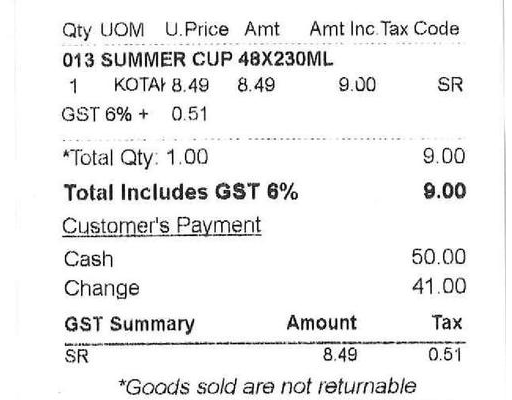 Qty UOM U.Price Amt Amt Inc.Tax Code
013 SUMMER CUP 48X230ML
1 KOTAK 8.49 8.49 9.00 SR
GST 6% + 0.51
*Total Qty: 1.00 9.00
Total Includes GST 6% 9.00
Customer's Payment
Cash 50.00
Change 41.00
GST Summary Amount Tax
SR 8.49 0.51
*Goods sold are not returnable